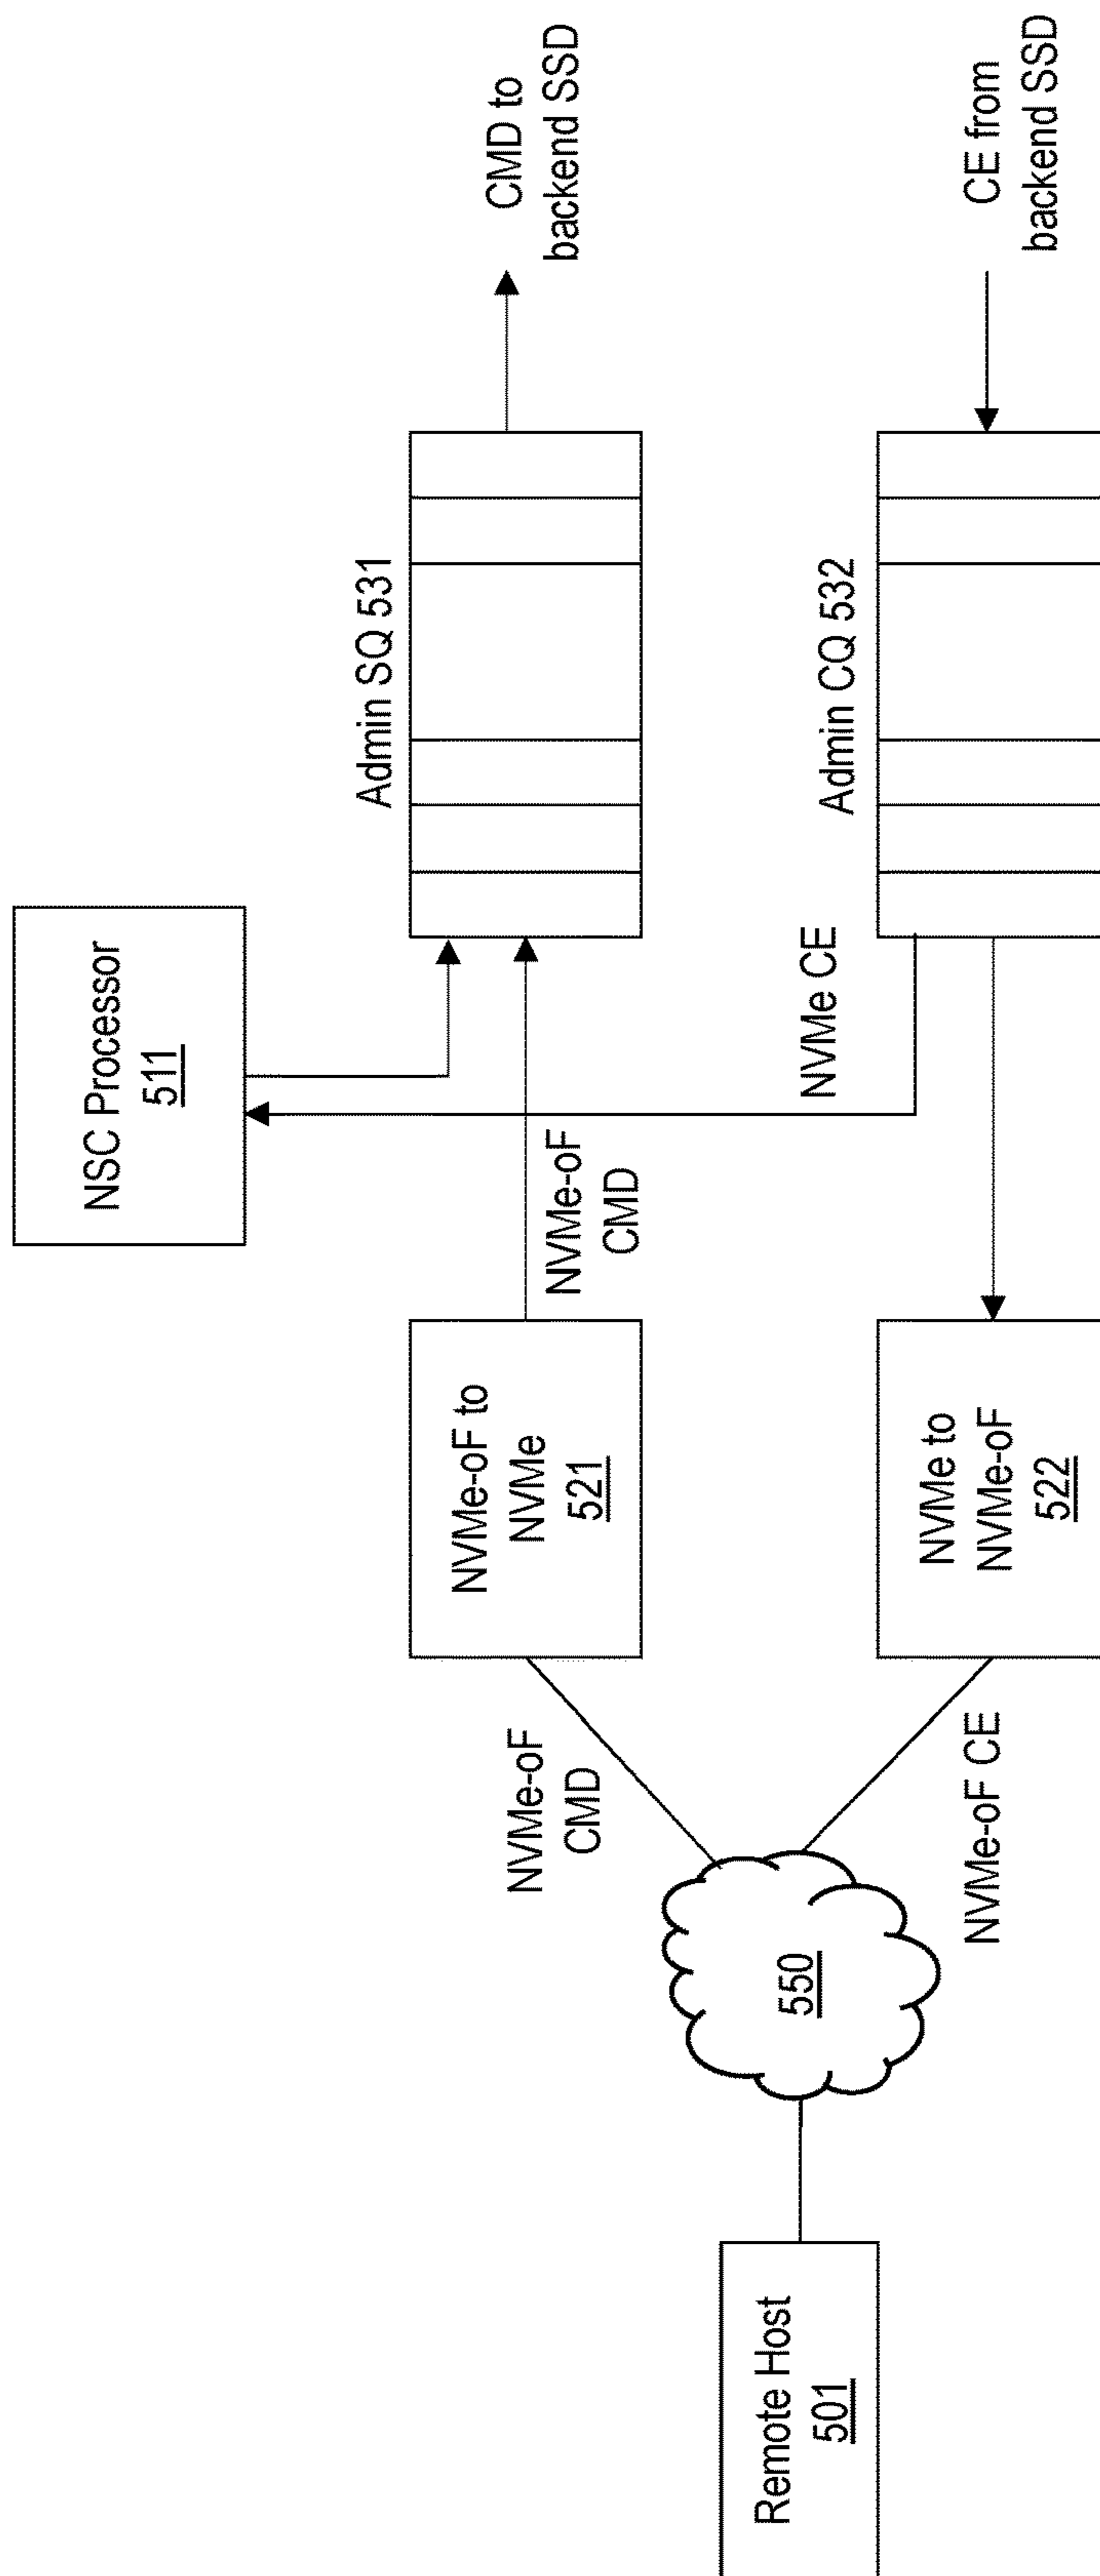 NSC Processor
511
Admin SQ 531
CMD to
backend SSD
NVMe-oF
CMD
NVMe-oF to
NVMe
521
NVMe-oF
CMD
Remote Host
501
550
NVMe CE
Admin CQ 532
CE from
backend SSD
NVMe to
NVMe-oF
522
NVMe-oF CE